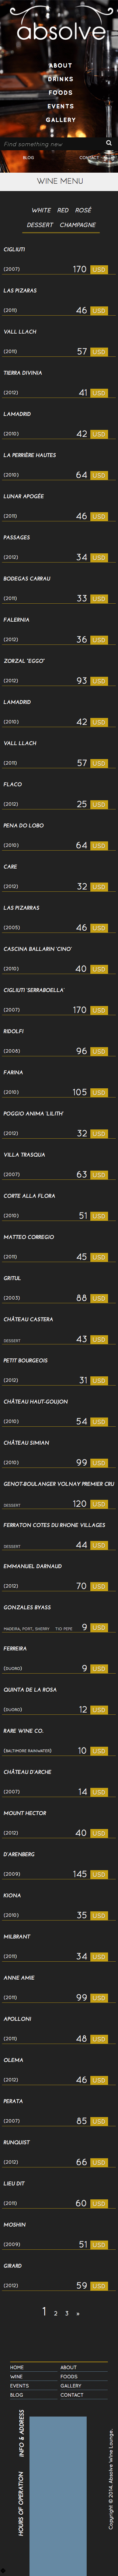 absolve
ABOUT
DRINKS
FOODS
EVENTS
GALLERY
Find something new
BLOG CONTACT
WINE MENU
WHITE RED ROSÉ
DESSERT CHAMPAGNE
CIGLIUTI
(2007) 170 USD
LAS PIZARAS
(2011) 46 USD
VALL LLACH
(2011) 57 USD
TIERRA DIVINIA
(2012) 41 USD
LAMADRID
(2010) 42 USD
LA PERRIÈRE HAUTES
(2010) 64 USD
LUNAR APOGÉE
(2011) 46 USD
PASSAGES
(2012) 34 USD
BODEGAS CARRAU
(2011) 33 USD
FALERNIA
(2012) 36 USD
ZORZAL "EGGO"
(2012) 93 USD
LAMADRID
(2010) 42 USD
VALL LLACH
(2011) 57 USD
FLACO
(2012) 25 USD
PENA DO LOBO
(2010) 64 USD
CARE
(2012) 32 USD
LAS PIZARRAS
(2005) 46 USD
CASCINA BALLARIN 'CINO'
(2010) 40 USD
CIGLIUTI 'SERRABOELLA'
(2007) 170 USD
RIDOLFI
(2008) 96 USD
FARINA
(2010) 105 USD
POGGIO ANIMA 'LILITH'
(2012) 32 USD
VILLA TRASQUA
(2007) 63 USD
CORTE ALLA FLORA
(2010) 51 USD
MATTEO CORREGIO
(2011) 45 USD
GRITUL
(2003) 88 USD
CHÂTEAU CASTERA
DESSERT 43 USD
PETIT BOURGEOIS
(2012) 31 USD
CHÂTEAU HAUT-GOUJON
(2010) 54 USD
CHÂTEAU SIMIAN
(2010) 99 USD
GENOT-BOULANGER VOLNAY PREMIER CRU
DESSERT 120 USD
FERRATON COTES DU RHONE VILLAGES
DESSERT 44 USD
EMMANUEL DARNAUD
(2012) 70 USD
GONZALES BYASS
MADEIRA, PORT, SHERRY TIO PEPE 9 USD
FERREIRA
(DUORO) 9 USD
QUINTA DE LA ROSA
(DUORO) 12 USD
RARE WINE CO.
(BALTIMORE RAINWATER) 10 USD
CHÂTEAU D'ARCHE
(2007) 14 USD
MOUNT HECTOR
(2012) 40 USD
D'ARENBERG
(2009) 145 USD
KIONA
(2010) 35 USD
MILBRANT
(2011) 34 USD
ANNE AMIE
(2011) 99 USD
APOLLONI
(2011) 48 USD
OLEMA
(2012) 46 USD
PERATA
(2007) 85 USD
RUNQUIST
(2012) 66 USD
LIEU DIT
(2011) 60 USD
MOSHIN
(2009) 51 USD
GIRARD
(2012) 59 USD
1 2 3 »
HOME ABOUT
WINE FOODS
EVENTS GALLERY
BLOG CONTACT
INFO & ADDRESS
HOURS OF OPERATION
Copyright © 2014, Absolve Wine Lounge.